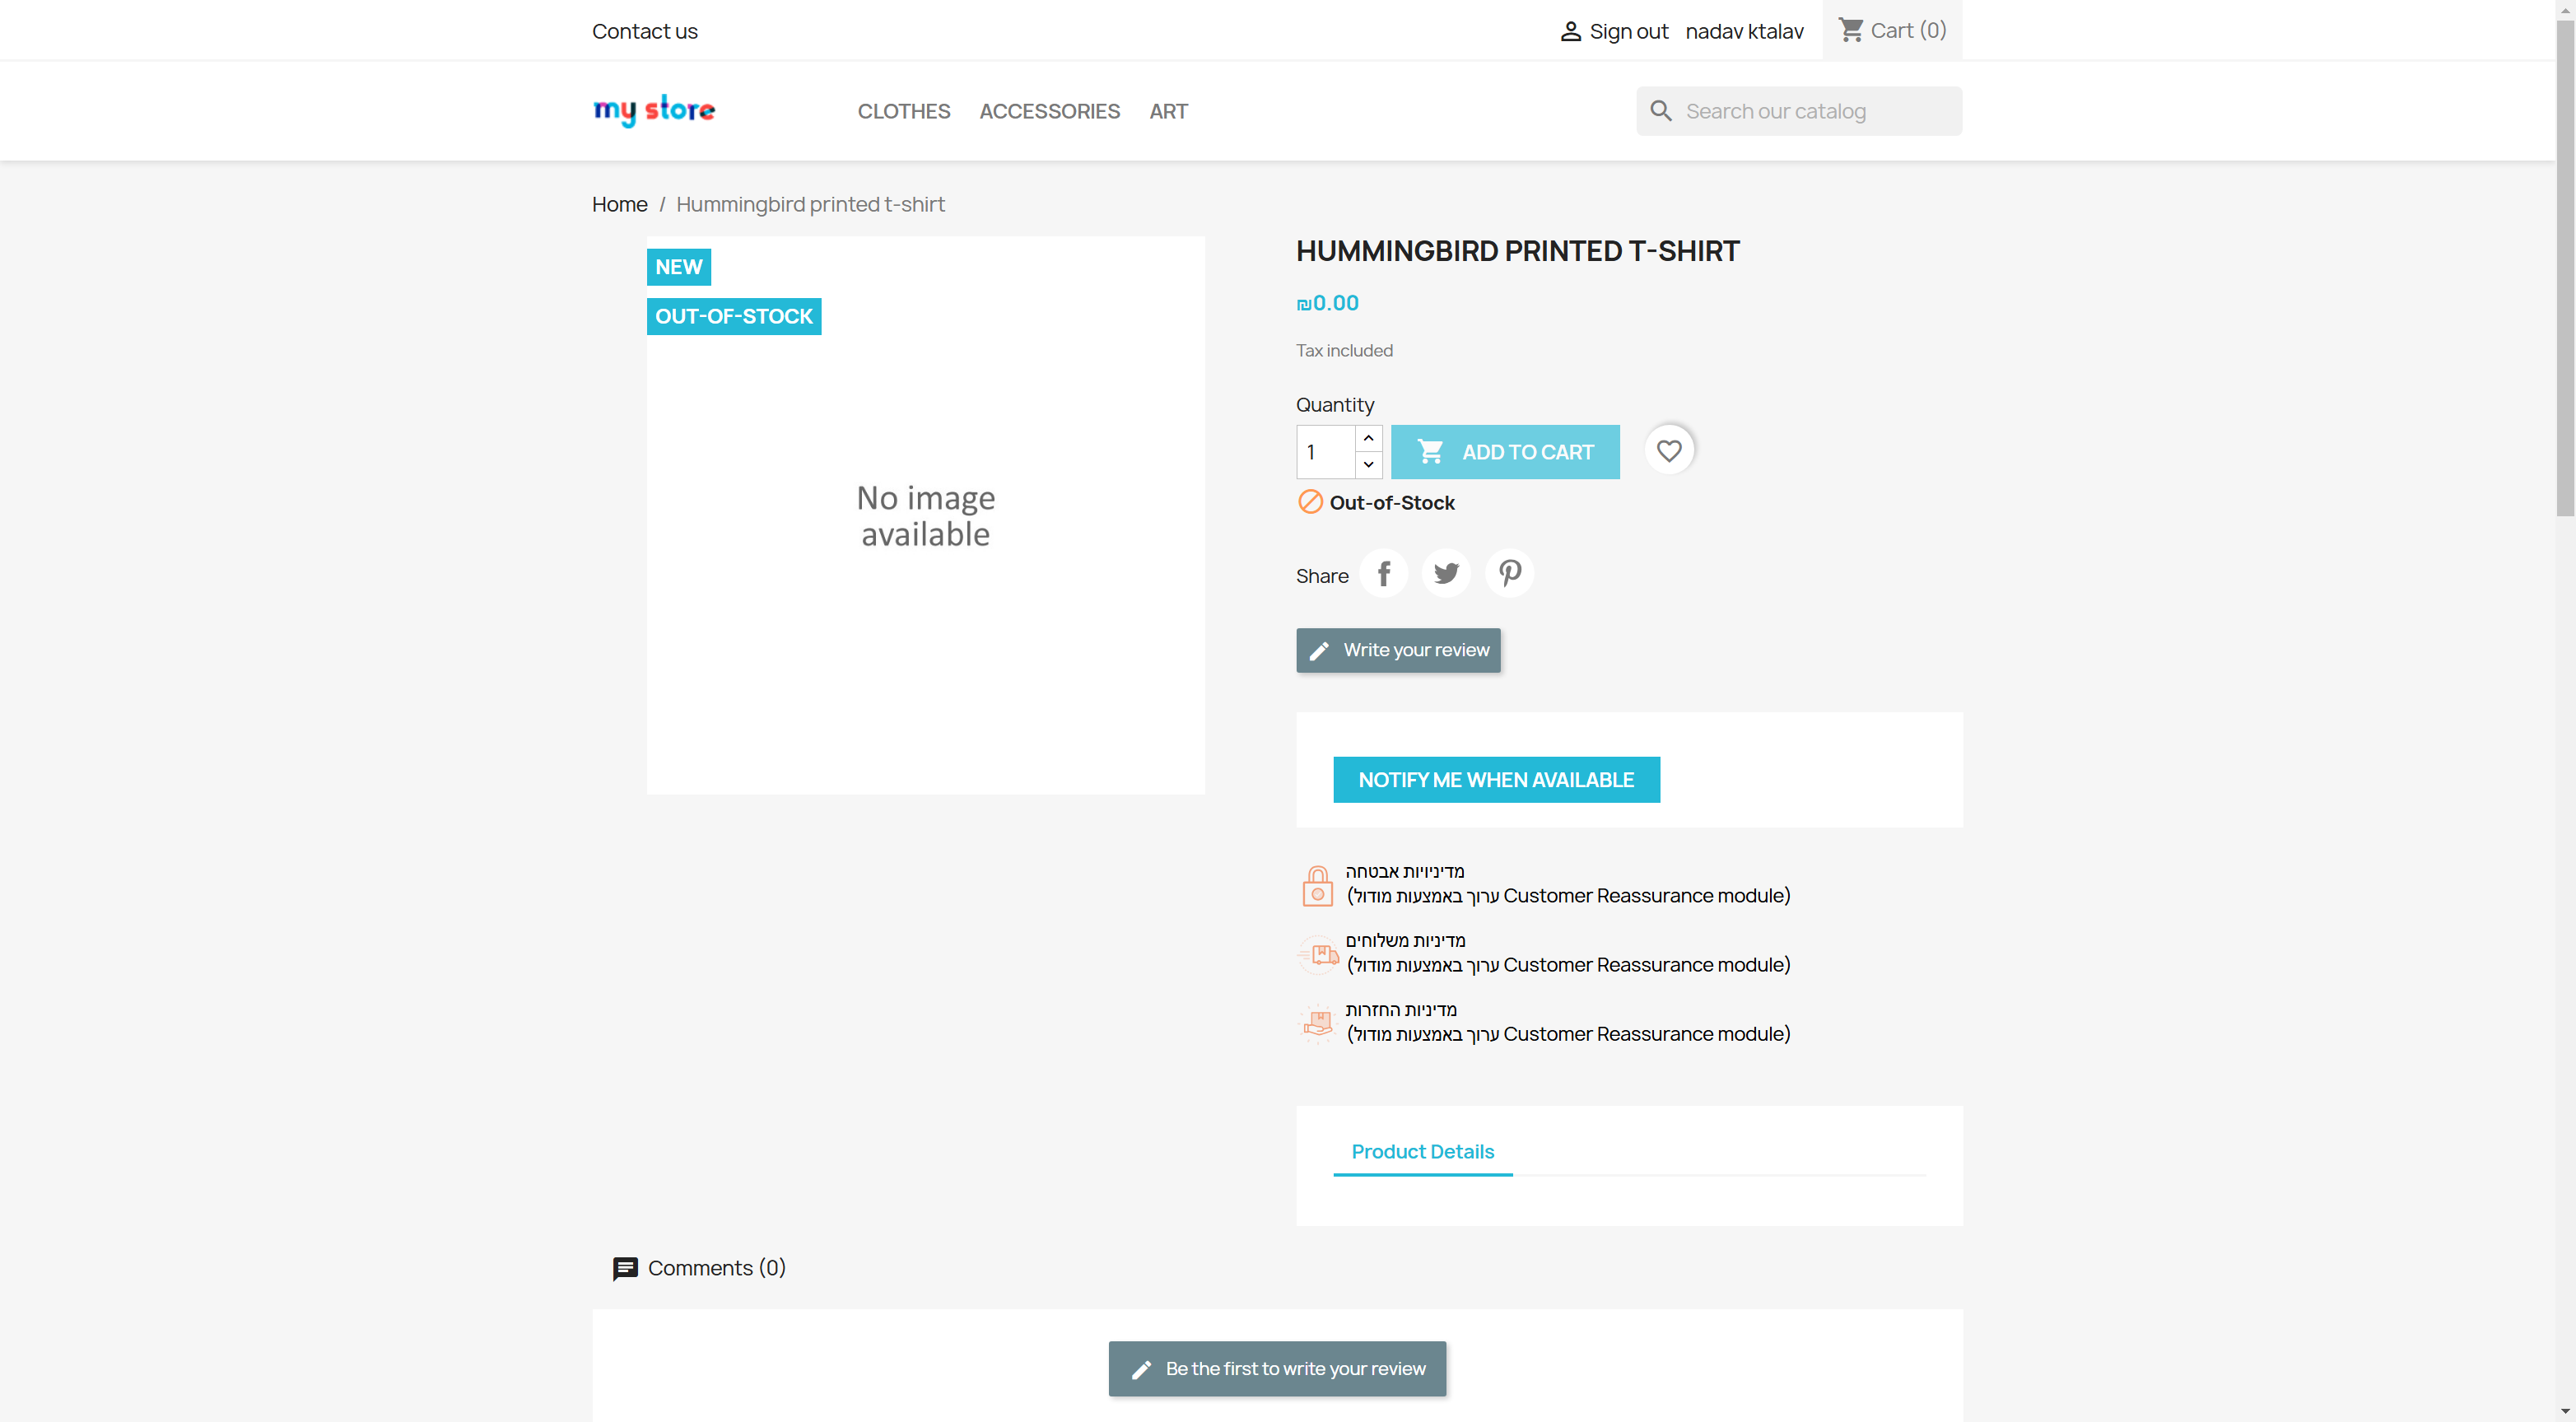 Contact us
Sign out nadav ktalav Cart (0)
my store
CLOTHES ACCESSORIES ART
Search our catalog
Home / Hummingbird printed t-shirt
NEW
OUT-OF-STOCK
No image
available
HUMMINGBIRD PRINTED T-SHIRT
₪0.00
Tax included
Quantity
1
ADD TO CART
Out-of-Stock
Share
Write your review
NOTIFY ME WHEN AVAILABLE
מדיניויות אבטחה
(ערוך באמצעות מודול Customer Reassurance module)
מדיניות משלוחים
(ערוך באמצעות מודול Customer Reassurance module)
מדיניות החזרות
(ערוך באמצעות מודול Customer Reassurance module)
Product Details
Comments (0)
Be the first to write your review